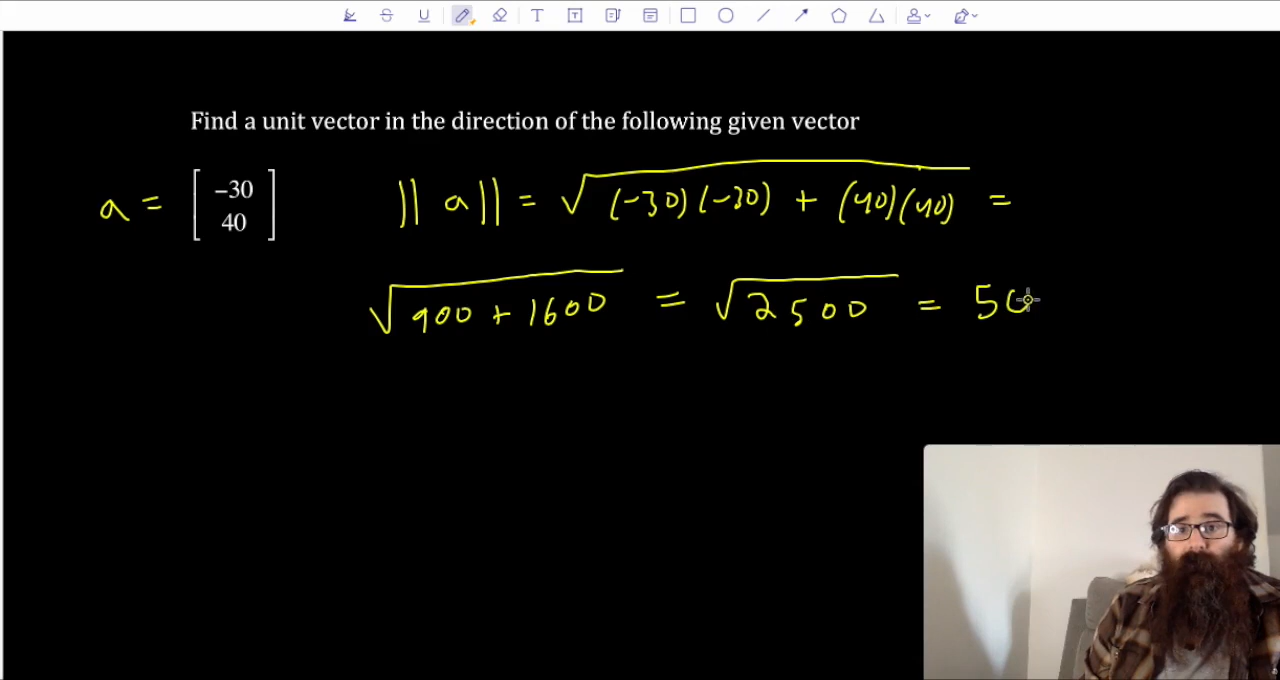 Find a unit vector in the direction of the following given vector
a = [ −30 40 ] || a || = √(-30)(-30) + (40)(40) =
√900 + 1600 = √2500 = 50